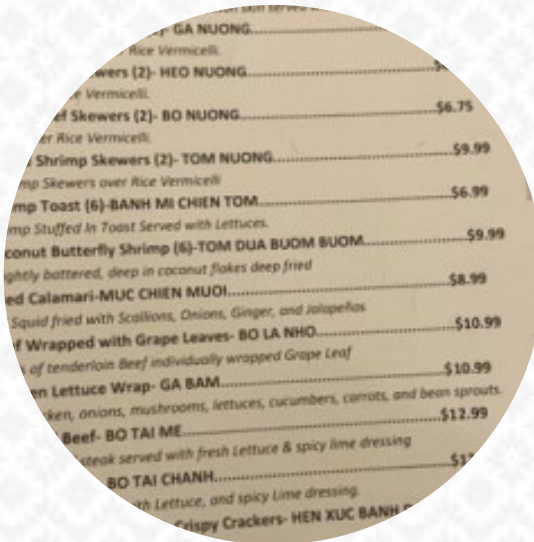 skin served
GA NUONG
Rice Vermicelli.
wers (2)- HEO NUONG
Vermicelli.
ef Skewers (2)- BO NUONG $6.75
er Rice Vermicelli.
Shrimp Skewers (2)- TOM NUONG $9.99
mp Skewers over Rice Vermicelli
mp Toast (6)-BANH MI CHIEN TOM $6.99
mp Stuffed In Toast Served with Lettuces.
conut Butterfly Shrimp (6)-TOM DUA BUOM BUOM $9.99
ghtly battered, deep in coconut flakes deep fried
ed Calamari-MUC CHIEN MUOI $8.99
Squid fried with Scallions, Onions, Ginger, and Jalopeños
f Wrapped with Grape Leaves- BO LA NHO $10.99
s of tenderloin Beef individually wrapped Grape Leaf
en Lettuce Wrap- GA BAM $10.99
ken, onions, mushrooms, lettuces, cucumbers, carrots, and bean sprouts.
Beef- BO TAI ME $12.99
steak served with fresh Lettuce & spicy lime dressing
BO TAI CHANH
th Lettuce, and spicy Lime dressing
Crispy Crackers- HEN XUC BANH